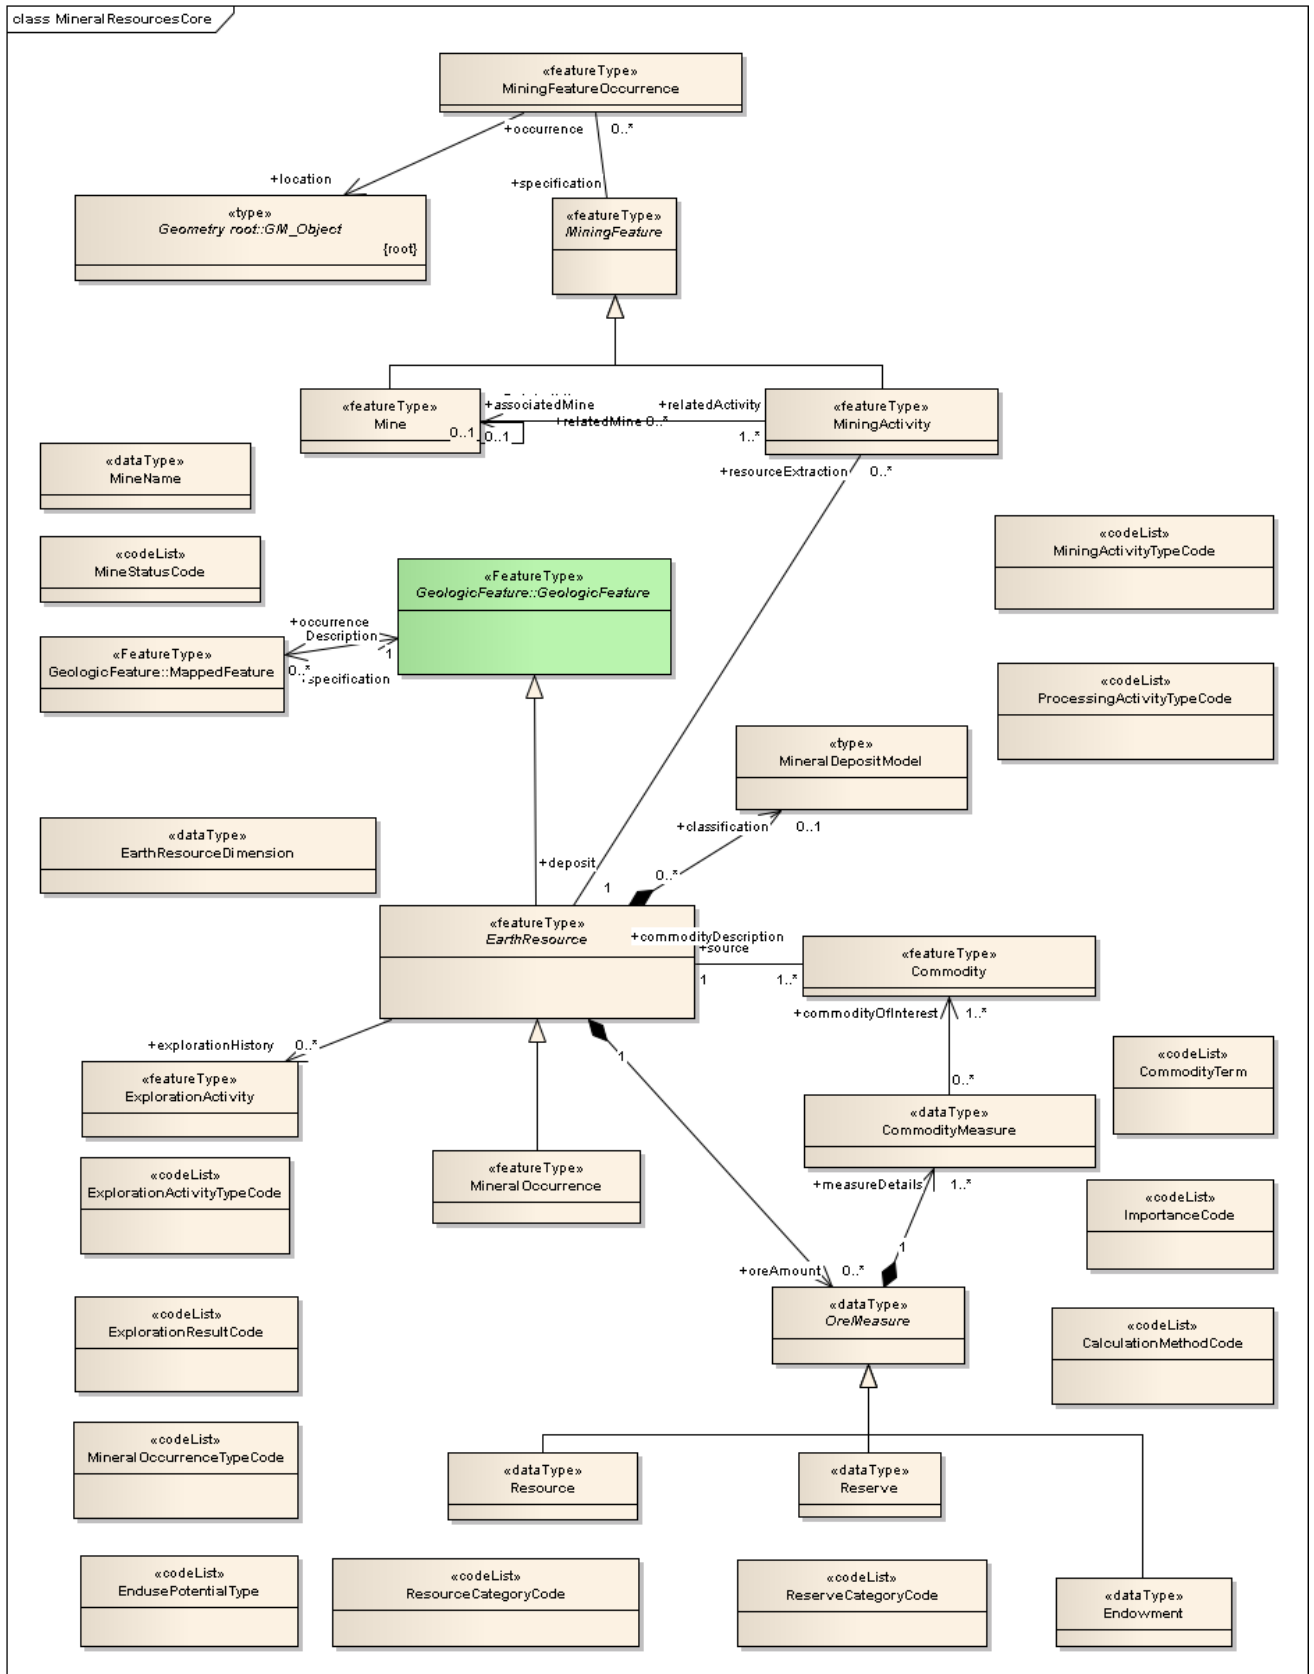 class MineralResourcesCore
«featureType»
MiningFeatureOccurrence
+occurrence
0..*
+location
+specification
«type»
Geometry root::GM_Object
{root}
«featureType»
MiningFeature
«featureType»
Mine
+associatedMine
+relatedActivity
+relatedMine 0..*
0..1
0..1
1..*
«featureType»
MiningActivity
+resourceExtraction
0..*
«dataType»
MineName
«codeList»
MineStatusCode
«codeList»
MiningActivityTypeCode
«FeatureType»
GeologicFeature::GeologicFeature
+occurrence
Description
1
0..*
specification
«FeatureType»
GeologicFeature::MappedFeature
«codeList»
ProcessingActivityTypeCode
«type»
MineralDepositModel
+classification
0..1
«dataType»
EarthResourceDimension
+deposit
1
0..*
«featureType»
EarthResource
+commodityDescription
+source
1
1..*
«featureType»
Commodity
+commodityOfInterest
1..*
+explorationHistory
0..*
1
«featureType»
ExplorationActivity
«codeList»
CommodityTerm
0..*
«dataType»
CommodityMeasure
«codeList»
ExplorationActivityTypeCode
«featureType»
MineralOccurrence
+measureDetails
1..*
«codeList»
ImportanceCode
1
+oreAmount
0..*
«dataType»
OreMeasure
«codeList»
ExplorationResultCode
«codeList»
CalculationMethodCode
«codeList»
MineralOccurrenceTypeCode
«dataType»
Resource
«dataType»
Reserve
«codeList»
EndusePotentialType
«codeList»
ResourceCategoryCode
«codeList»
ReserveCategoryCode
«dataType»
Endowment